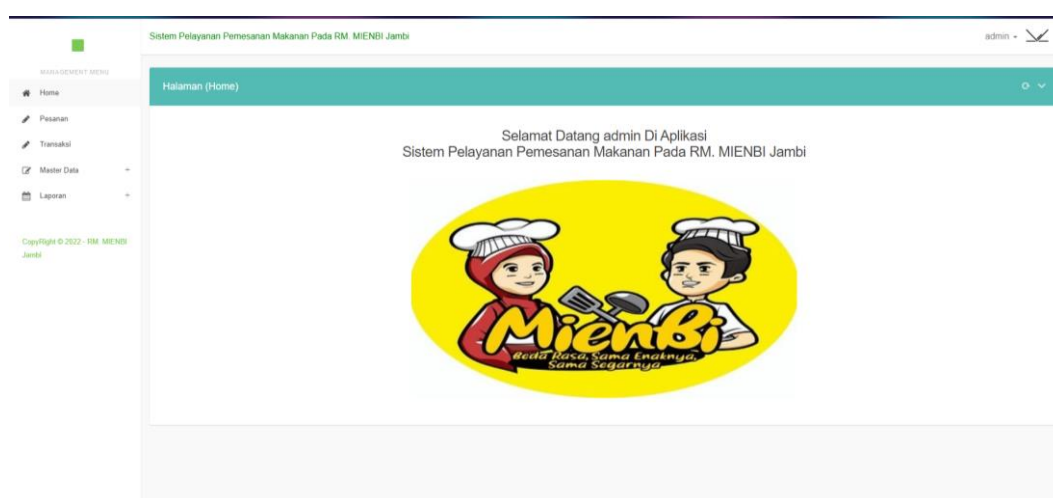 Sistem Pelayanan Pemesanan Makanan Pada RM. MIENBI Jambi
admin
MANAGEMENT MENU
Home
Pesanan
Transaksi
Master Data
Laporan
CopyRight © 2022 - RM. MIENBI
Jambi
Halaman (Home)
Selamat Datang admin Di Aplikasi
Sistem Pelayanan Pemesanan Makanan Pada RM. MIENBI Jambi
MienBi
Beda Rasa, Sama Enaknya,
Sama Segarnya